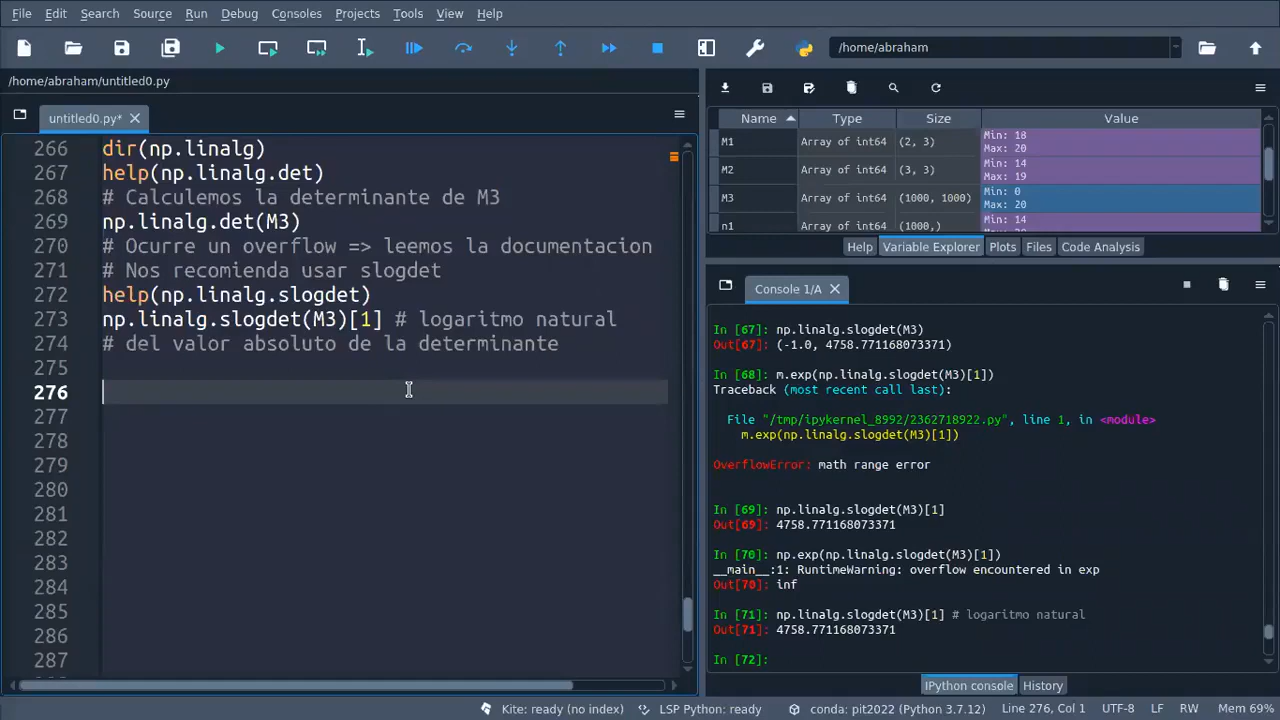 File Edit Search Source Run Debug Consoles Projects Tools View Help
/home/abraham
/home/abraham/untitled0.py
untitled0.py*
266 dir(np.linalg)
267 help(np.linalg.det)
268 # Calculemos la determinante de M3
269 np.linalg.det(M3)
270 # Ocurre un overflow => leemos la documentacion
271 # Nos recomienda usar slogdet
272 help(np.linalg.slogdet)
273 np.linalg.slogdet(M3)[1] # logaritmo natural
274 # del valor absoluto de la determinante
275
276
277
278
279
280
281
282
283
284
285
286
287
Name Type Size Value
M1 Array of int64 (2, 3) Min: 18
Max: 20
M2 Array of int64 (3, 3) Min: 14
Max: 19
M3 Array of int64 (1000, 1000) Min: 0
Max: 20
n1 Array of int64 (1000,) Min: 14
Help Variable Explorer Plots Files Code Analysis
Console 1/A
In [67]: np.linalg.slogdet(M3)
Out[67]: (-1.0, 4758.771168073371)
In [68]: m.exp(np.linalg.slogdet(M3)[1])
Traceback (most recent call last):
File "/tmp/ipykernel_8992/2362718922.py", line 1, in <module>
m.exp(np.linalg.slogdet(M3)[1])
OverflowError: math range error
In [69]: np.linalg.slogdet(M3)[1]
Out[69]: 4758.771168073371
In [70]: np.exp(np.linalg.slogdet(M3)[1])
__main__:1: RuntimeWarning: overflow encountered in exp
Out[70]: inf
In [71]: np.linalg.slogdet(M3)[1] # logaritmo natural
Out[71]: 4758.771168073371
In [72]:
IPython console History
Kite: ready (no index) LSP Python: ready conda: pit2022 (Python 3.7.12) Line 276, Col 1 UTF-8 LF RW Mem 69%